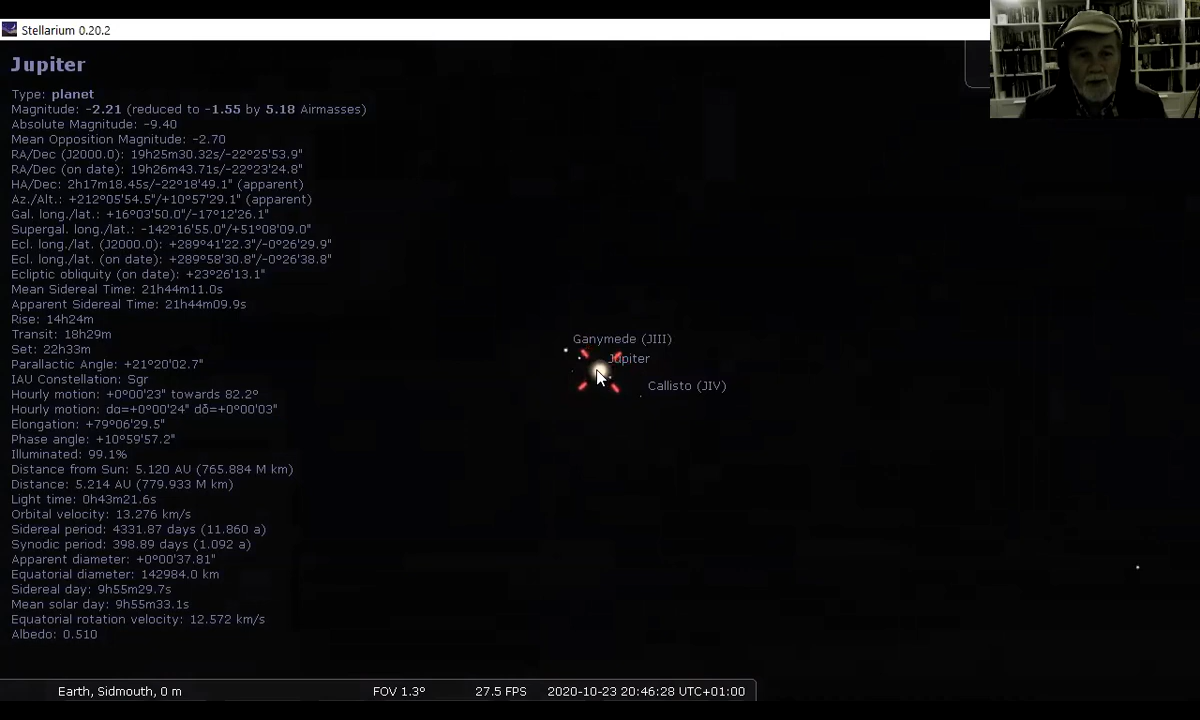 Stellarium 0.20.2
Jupiter
Type: planet
Magnitude: -2.21 (reduced to -1.55 by 5.18 Airmasses)
Absolute Magnitude: -9.40
Mean Opposition Magnitude: -2.70
RA/Dec (J2000.0): 19h25m30.32s/-22°25'53.9"
RA/Dec (on date): 19h26m43.71s/-22°23'24.8"
HA/Dec: 2h17m18.45s/-22°18'49.1" (apparent)
Az./Alt.: +212°05'54.5"/+10°57'29.1" (apparent)
Gal. long./lat.: +16°03'50.0"/-17°12'26.1"
Supergal. long./lat.: -142°16'55.0"/+51°08'09.0"
Ecl. long./lat. (J2000.0): +289°41'22.3"/-0°26'29.9"
Ecl. long./lat. (on date): +289°58'30.8"/-0°26'38.8"
Ecliptic obliquity (on date): +23°26'13.1"
Mean Sidereal Time: 21h44m11.0s
Apparent Sidereal Time: 21h44m09.9s
Rise: 14h24m
Transit: 18h29m
Set: 22h33m
Parallactic Angle: +21°20'02.7"
IAU Constellation: Sgr
Hourly motion: +0°00'23" towards 82.2°
Hourly motion: dα=+0°00'24" dδ=+0°00'03"
Elongation: +79°06'29.5"
Phase angle: +10°59'57.2"
Illuminated: 99.1%
Distance from Sun: 5.120 AU (765.884 M km)
Distance: 5.214 AU (779.933 M km)
Light time: 0h43m21.6s
Orbital velocity: 13.276 km/s
Sidereal period: 4331.87 days (11.860 a)
Synodic period: 398.89 days (1.092 a)
Apparent diameter: +0°00'37.81"
Equatorial diameter: 142984.0 km
Sidereal day: 9h55m29.7s
Mean solar day: 9h55m33.1s
Equatorial rotation velocity: 12.572 km/s
Albedo: 0.510
Ganymede (JIII)
Jupiter
Callisto (JIV)
Earth, Sidmouth, 0 m FOV 1.3° 27.5 FPS 2020-10-23 20:46:28 UTC+01:00